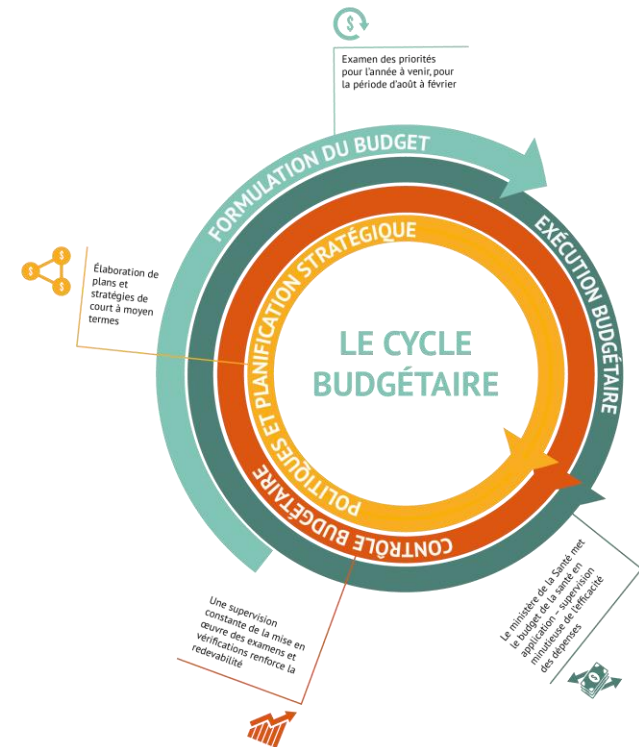 Examen des priorités
pour l'année à venir, pour
la période d'août à février
FORMULATION DU BUDGET
EXÉCUTION BUDGÉTAIRE
POLITIQUES ET PLANIFICATION STRATÉGIQUE
CONTRÔLE BUDGÉTAIRE
LE CYCLE
BUDGÉTAIRE
Élaboration de
plans et
stratégies de
court à moyen
termes
Une supervision
constante de la mise en
œuvre des examens et
vérifications renforce la
redevabilité
Le ministère de la Santé met
le budget de la santé en
application – supervision
minutieuse de l'efficacité
des dépenses